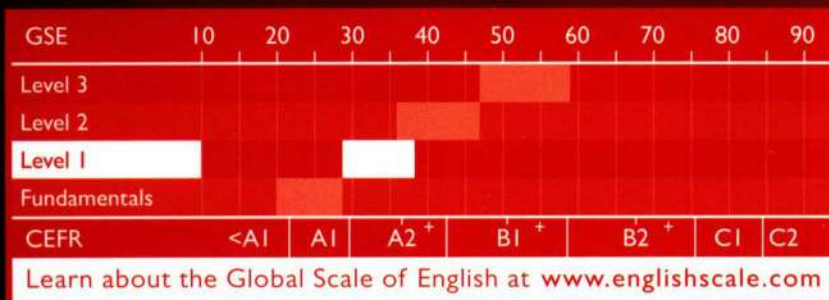 GSE 10 20 30 40 50 60 70 80 90
Level 3
Level 2
Level 1
Fundamentals
CEFR <A1 A1 A2+ B1+ B2+ C1 C2
Learn about the Global Scale of English at www.englishscale.com